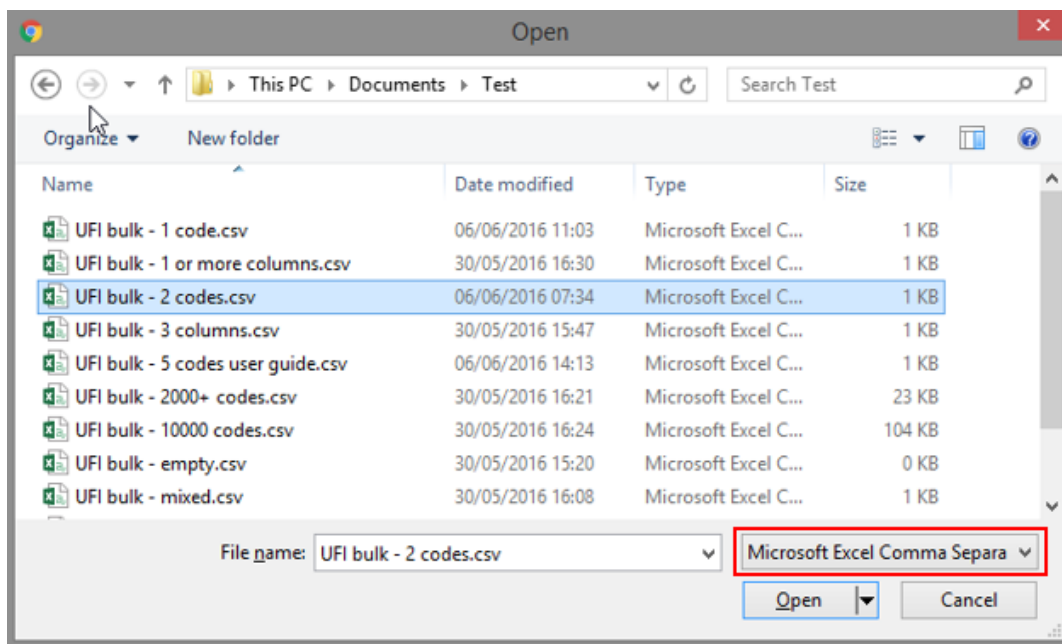 Open
This PC Documents Test Search Test
Organize New folder
Name Date modified Type Size
UFI bulk - 1 code.csv 06/06/2016 11:03 Microsoft Excel C... 1 KB
UFI bulk - 1 or more columns.csv 30/05/2016 16:30 Microsoft Excel C... 1 KB
UFI bulk - 2 codes.csv 06/06/2016 07:34 Microsoft Excel C... 1 KB
UFI bulk - 3 columns.csv 30/05/2016 15:47 Microsoft Excel C... 1 KB
UFI bulk - 5 codes user guide.csv 06/06/2016 14:13 Microsoft Excel C... 1 KB
UFI bulk - 2000+ codes.csv 30/05/2016 16:21 Microsoft Excel C... 23 KB
UFI bulk - 10000 codes.csv 30/05/2016 16:24 Microsoft Excel C... 104 KB
UFI bulk - empty.csv 30/05/2016 15:20 Microsoft Excel C... 0 KB
UFI bulk - mixed.csv 30/05/2016 16:08 Microsoft Excel C... 1 KB
File name: UFI bulk - 2 codes.csv Microsoft Excel Comma Separa
Open Cancel